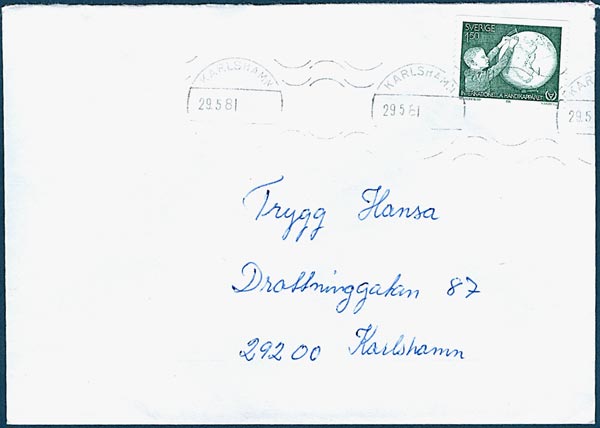 SVERIGE
1.50
INTERNATIONELLA HANDIKAPPÅRET
KARLSHAMN
29.5.81
KARLSHAMN
29.5.81
KAR
29.5
Trygg Hansa
Drottninggatan 87
292 00 Karlshamn